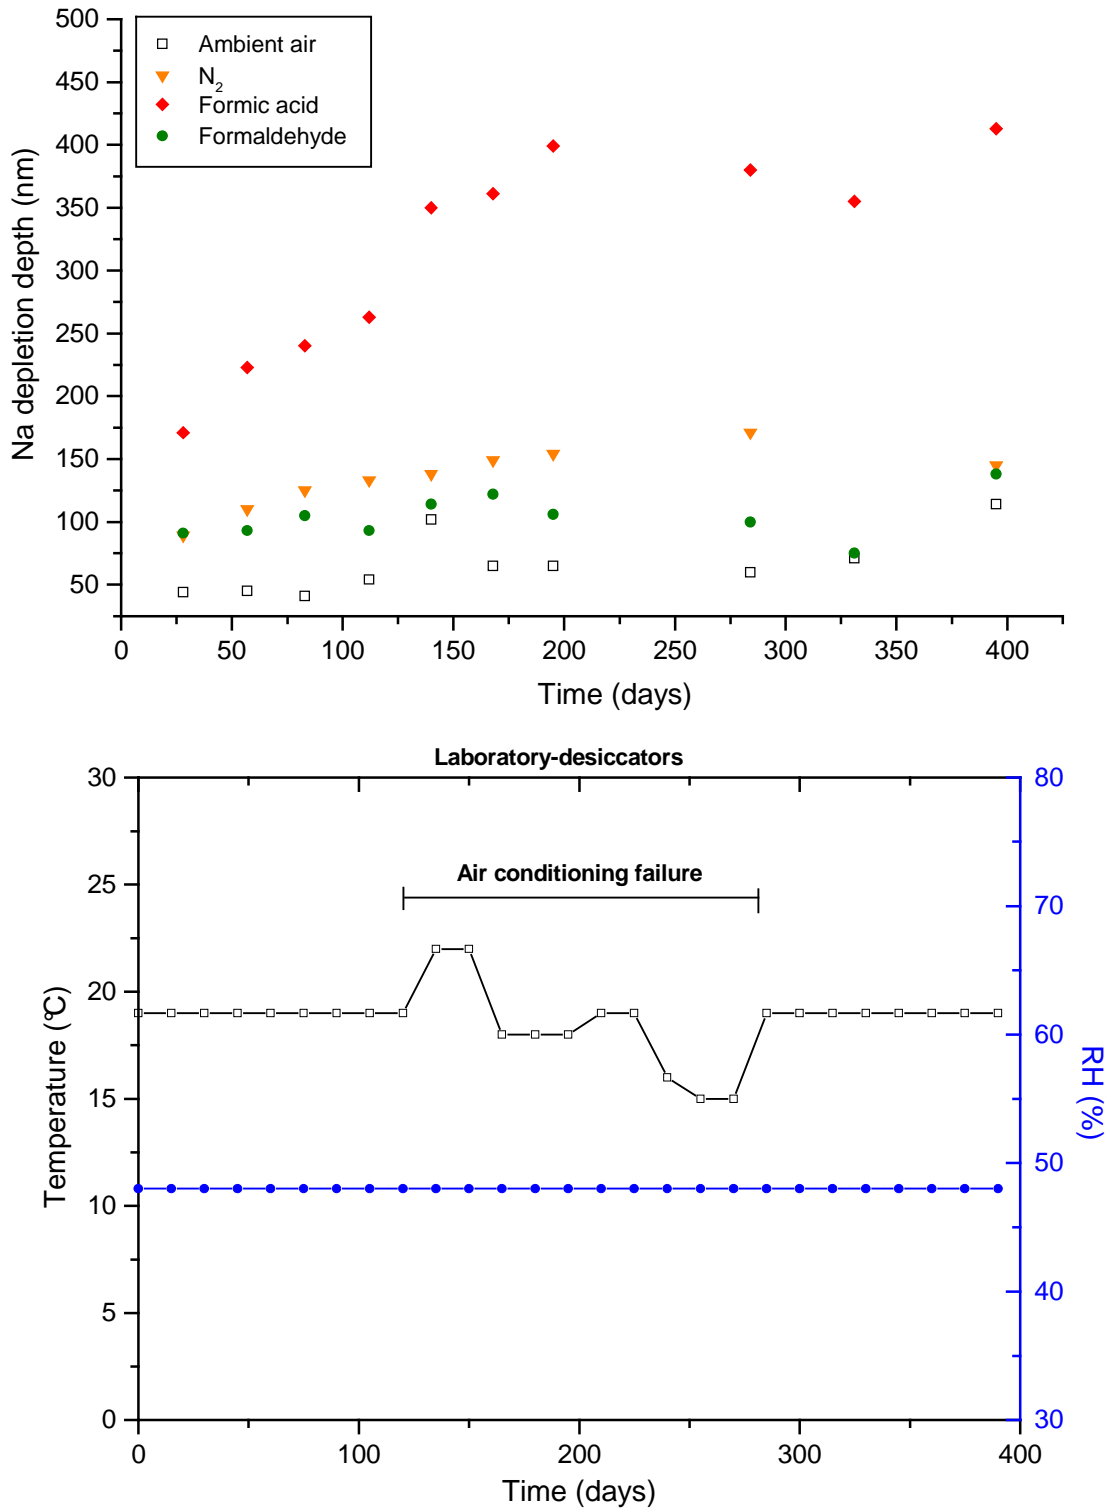 500
450
400
350
300
250
200
150
100
50
Na depletion depth (nm)
Ambient air
N2
Formic acid
Formaldehyde
0 50 100 150 200 250 300 350 400
Time (days)
Laboratory-desiccators
30
25
20
15
10
5
0
Temperature (°C)
Air conditioning failure
80
70
60
50
40
30
RH (%)
0 100 200 300 400
Time (days)